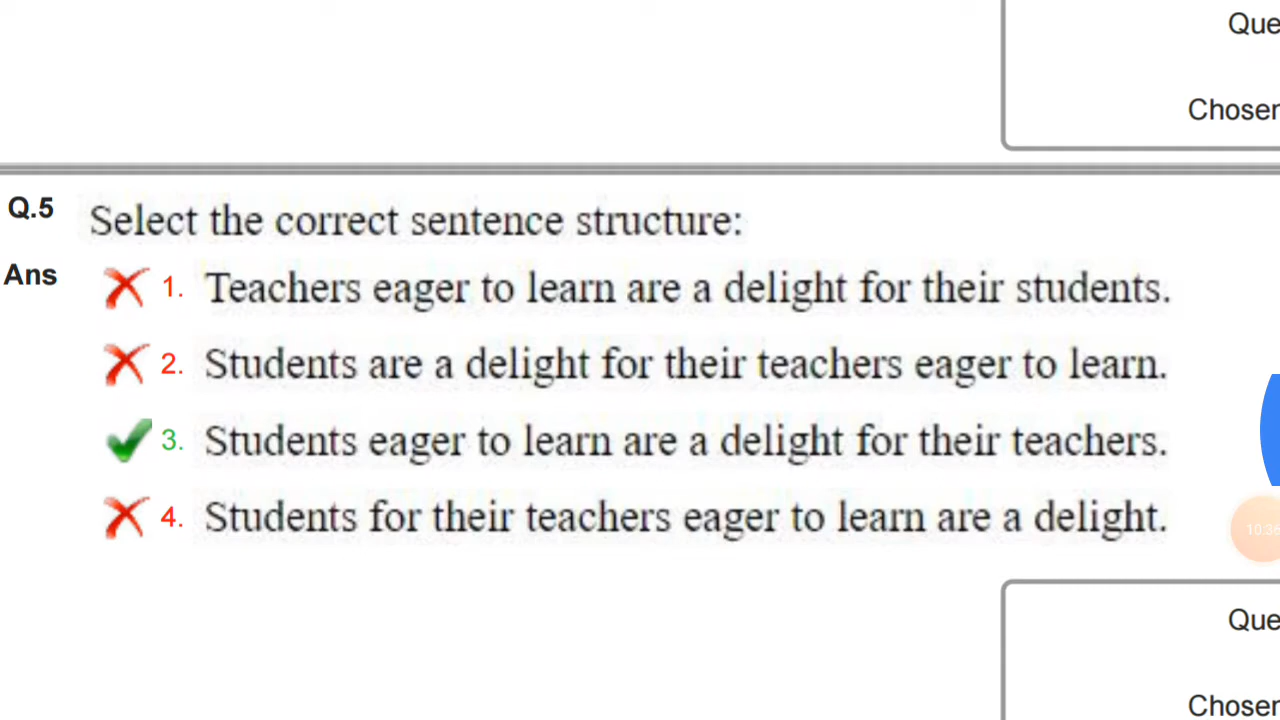 Que
Chosen
Q.5 Select the correct sentence structure:
Ans 1. Teachers eager to learn are a delight for their students.
2. Students are a delight for their teachers eager to learn.
3. Students eager to learn are a delight for their teachers.
4. Students for their teachers eager to learn are a delight.
10:36
Que
Chosen